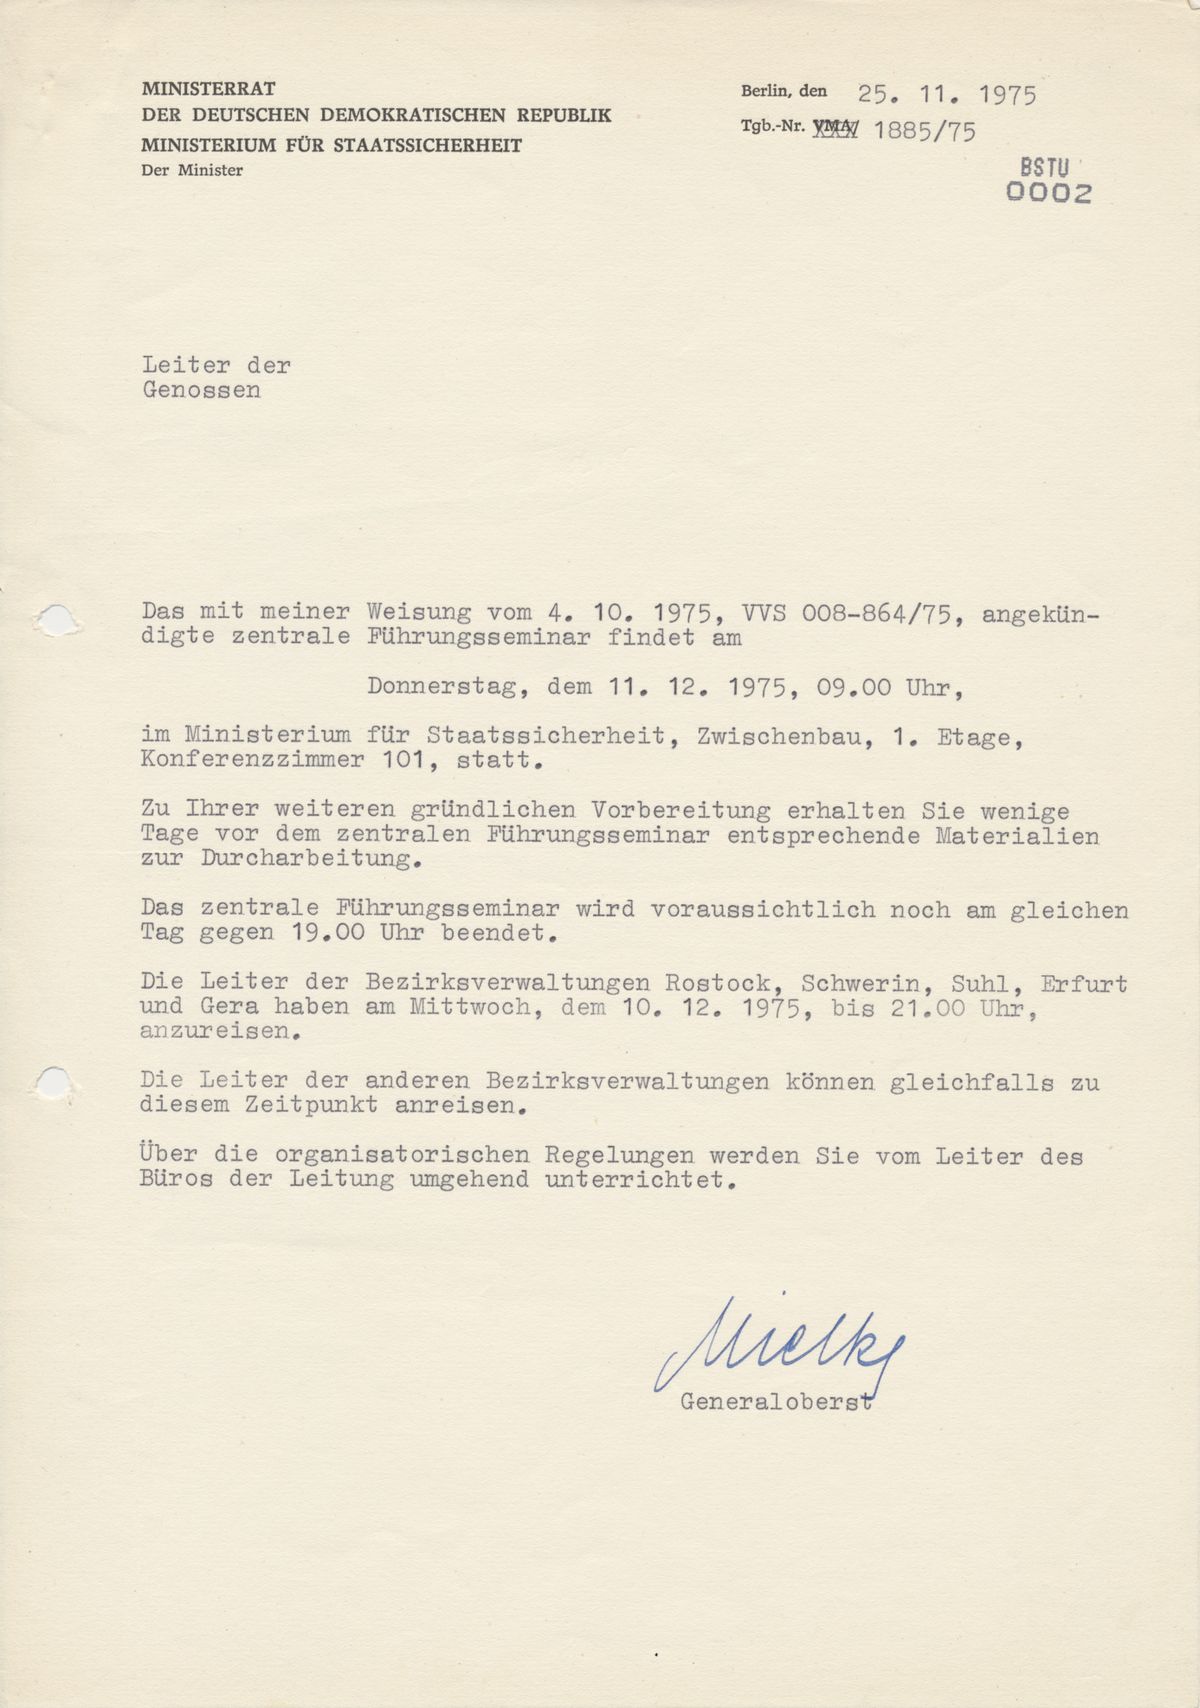 MINISTERRAT
DER DEUTSCHEN DEMOKRATISCHEN REPUBLIK
MINISTERIUM FÜR STAATSSICHERHEIT
Der Minister
Berlin, den 25. 11. 1975
Tgb.-Nr. 1885/75
BSTU
0002
Leiter der
Genossen
Das mit meiner Weisung vom 4. 10. 1975, VVS 008-864/75, angekün-
digte zentrale Führungsseminar findet am
Donnerstag, dem 11. 12. 1975, 09.00 Uhr,
im Ministerium für Staatssicherheit, Zwischenbau, 1. Etage,
Konferenzzimmer 101, statt.
Zu Ihrer weiteren gründlichen Vorbereitung erhalten Sie wenige
Tage vor dem zentralen Führungsseminar entsprechende Materialien
zur Durcharbeitung.
Das zentrale Führungsseminar wird voraussichtlich noch am gleichen
Tag gegen 19.00 Uhr beendet.
Die Leiter der Bezirksverwaltungen Rostock, Schwerin, Suhl, Erfurt
und Gera haben am Mittwoch, dem 10. 12. 1975, bis 21.00 Uhr,
anzureisen.
Die Leiter der anderen Bezirksverwaltungen können gleichfalls zu
diesem Zeitpunkt anreisen.
Über die organisatorischen Regelungen werden Sie vom Leiter des
Büros der Leitung umgehend unterrichtet.
Mielke
Generaloberst